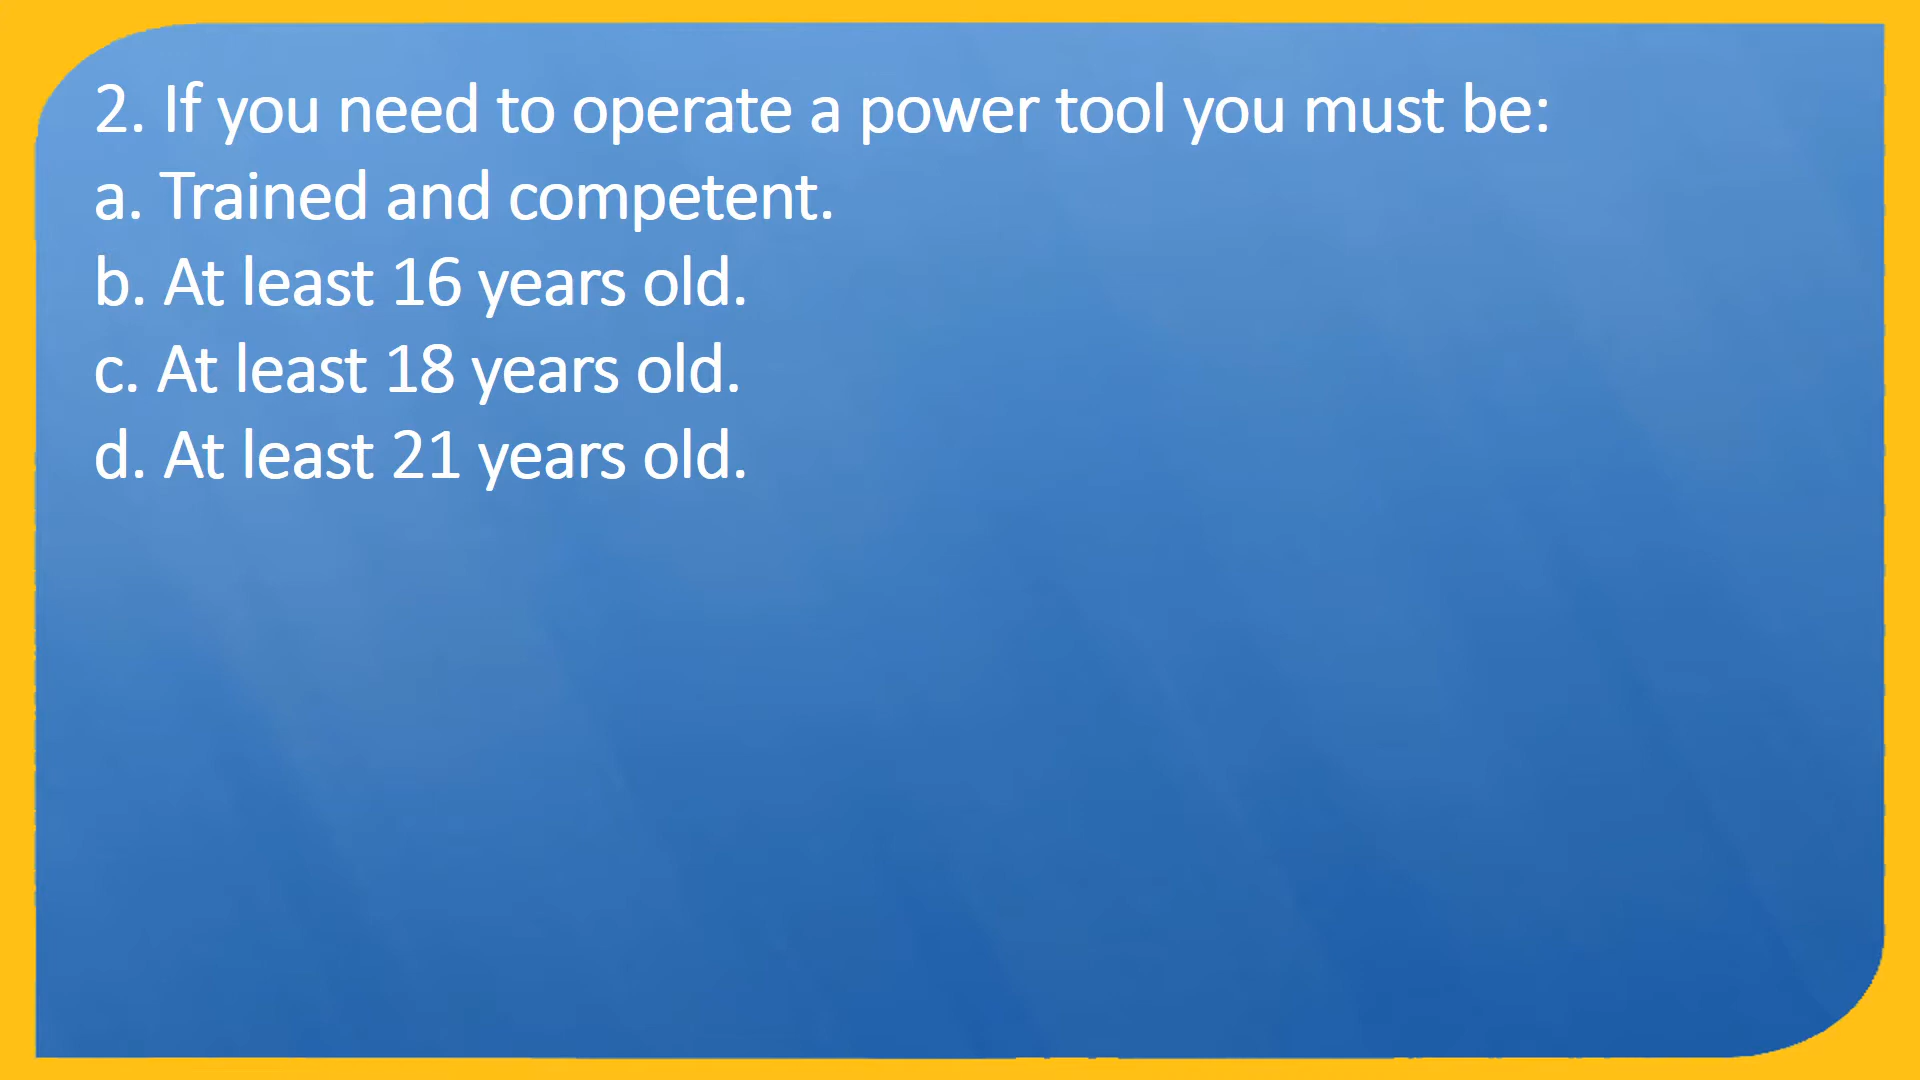 2. If you need to operate a power tool you must be:
a. Trained and competent.
b. At least 16 years old.
c. At least 18 years old.
d. At least 21 years old.